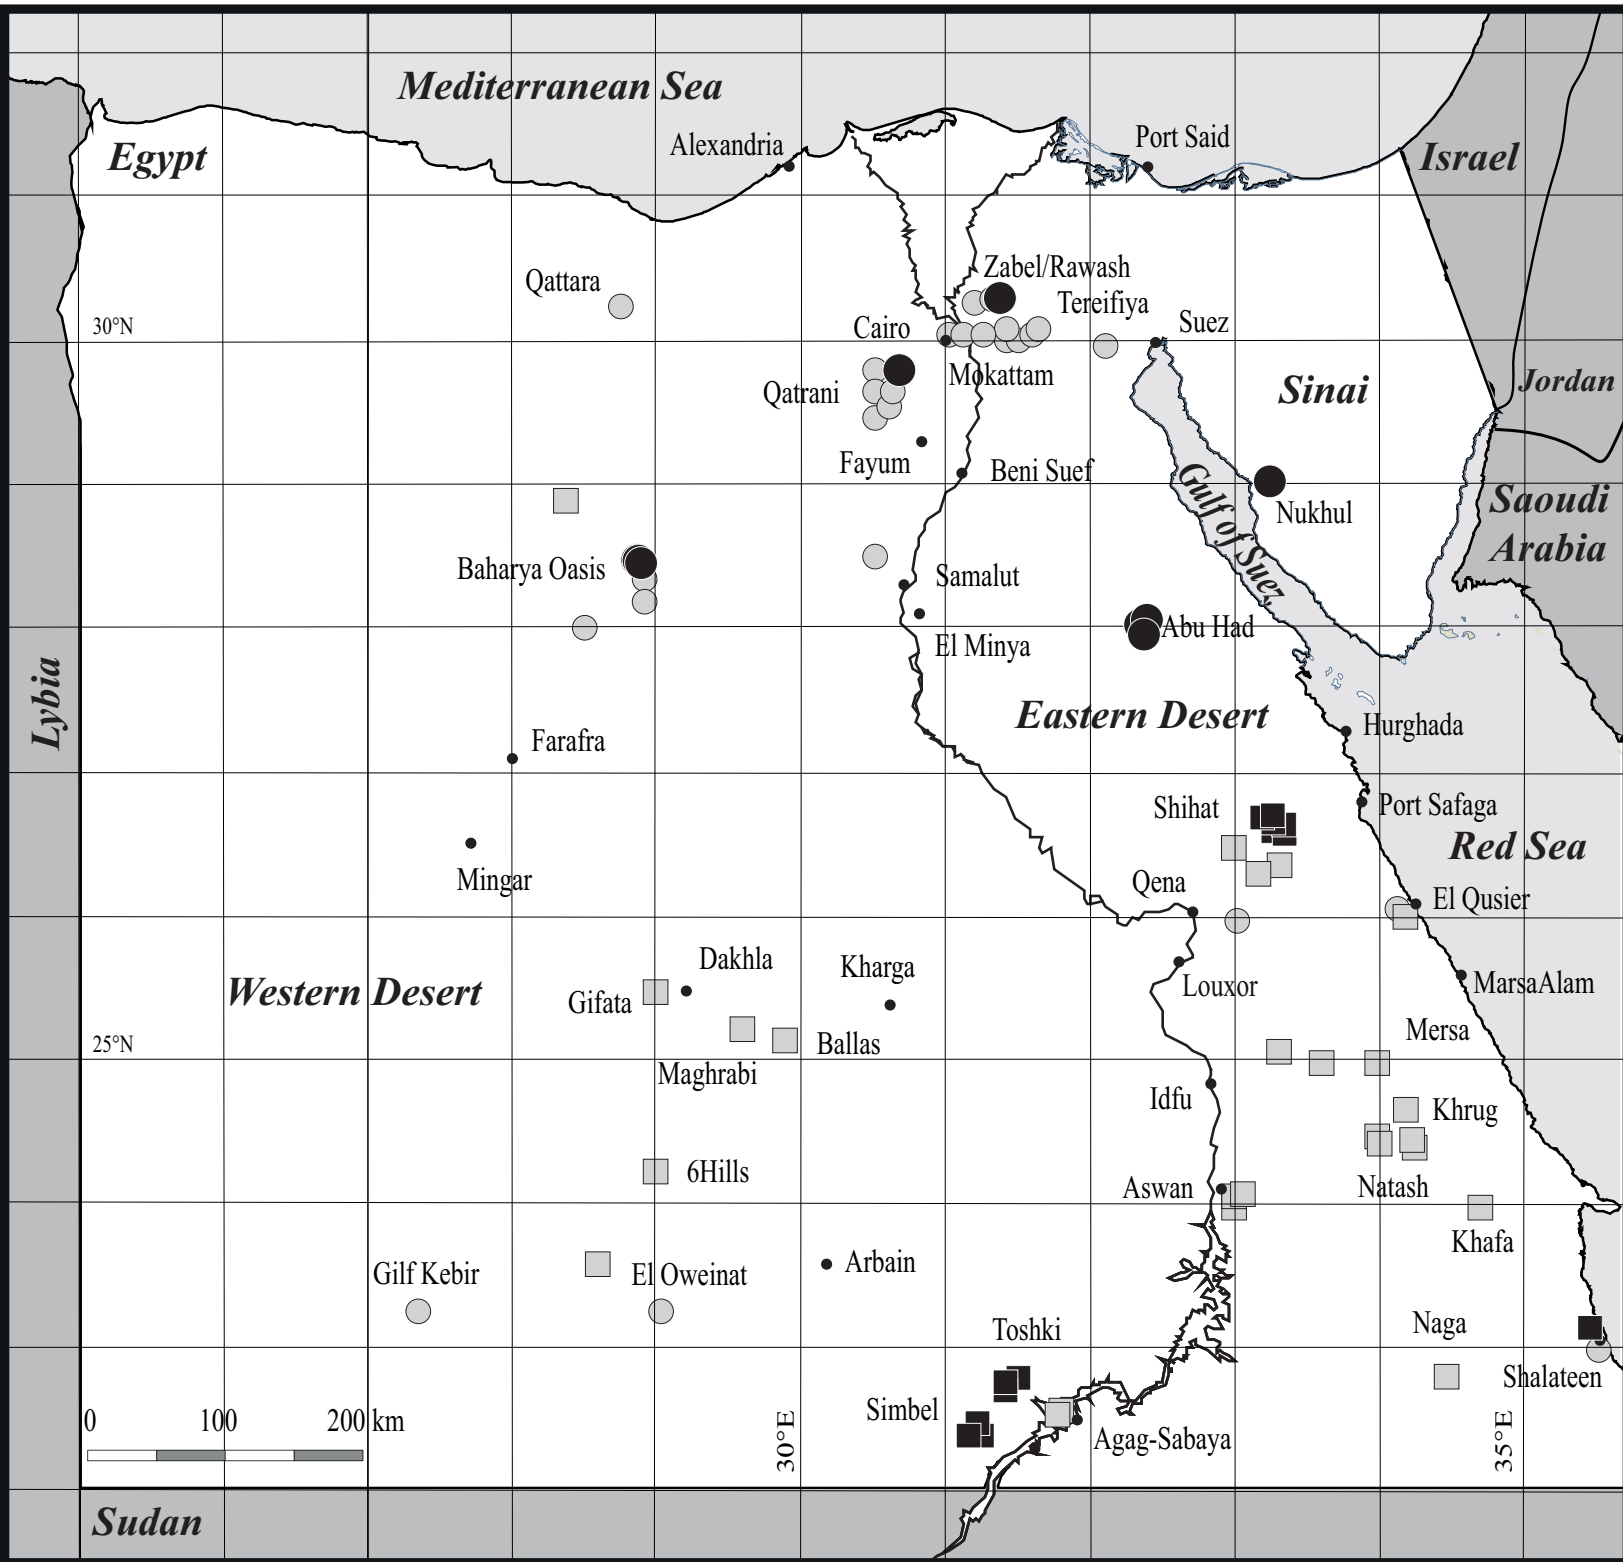 Mediterranean Sea
Alexandria
Port Said
Egypt
Israel
Zabel/Rawash
Qattara
Tereifiya
30°N
Cairo
Suez
Mokattam
Sinai
Jordan
Qatrani
Fayum
Beni Suef
Gulf of Suez
Nukhul
Saoudi
Arabia
Baharya Oasis
Samalut
Abu Had
El Minya
Lybia
Eastern Desert
Hurghada
Farafra
Shihat
Port Safaga
Red Sea
Mingar
Qena
El Qusier
Dakhla
Kharga
Western Desert
Gifata
Louxor
MarsaAlam
25°N
Ballas
Mersa
Maghrabi
Idfu
Khrug
6Hills
Aswan
Natash
Khafa
Gilf Kebir
El Oweinat
Arbain
Toshki
Naga
Shalateen
Simbel
0 100 200 km
30°E
Agag-Sabaya
35°E
Sudan